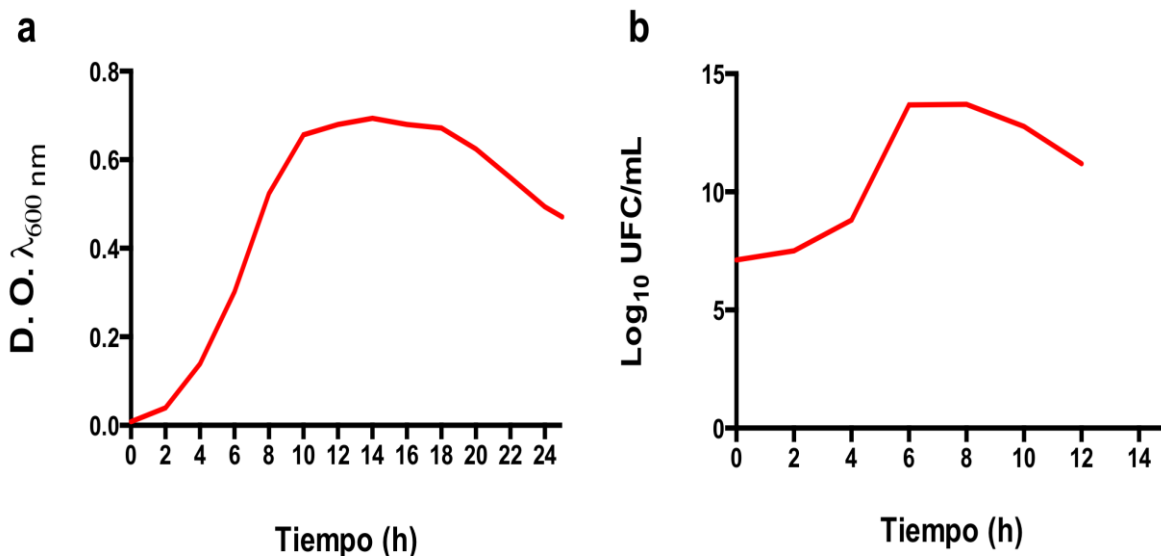 a
D. O. λ600 nm
0.8
0.6
0.4
0.2
0.0
0 2 4 6 8 10 12 14 16 18 20 22 24
Tiempo (h)
b
Log10 UFC/mL
15
10
5
0
0 2 4 6 8 10 12 14
Tiempo (h)